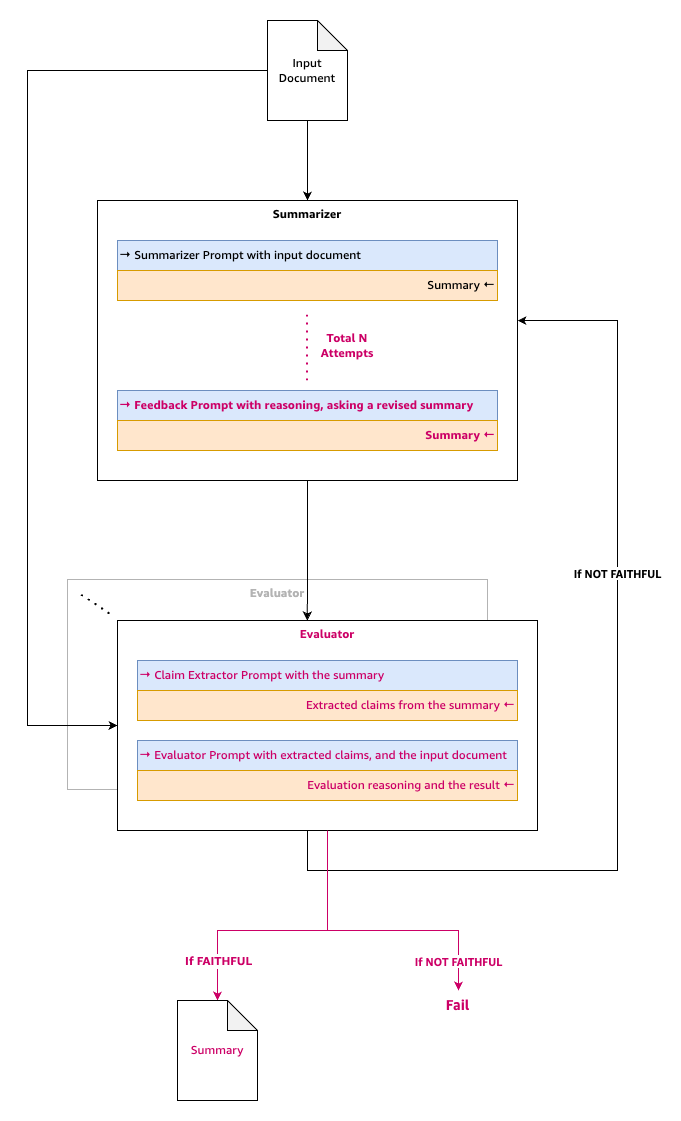 Input
Document
Summarizer
→ Summarizer Prompt with input document
Summary ←
Total N
Attempts
→ Feedback Prompt with reasoning, asking a revised summary
Summary ←
If NOT FAITHFUL
Evaluator
Evaluator
→ Claim Extractor Prompt with the summary
Extracted claims from the summary ←
→ Evaluator Prompt with extracted claims, and the input document
Evaluation reasoning and the result ←
If FAITHFUL
If NOT FAITHFUL
Fail
Summary